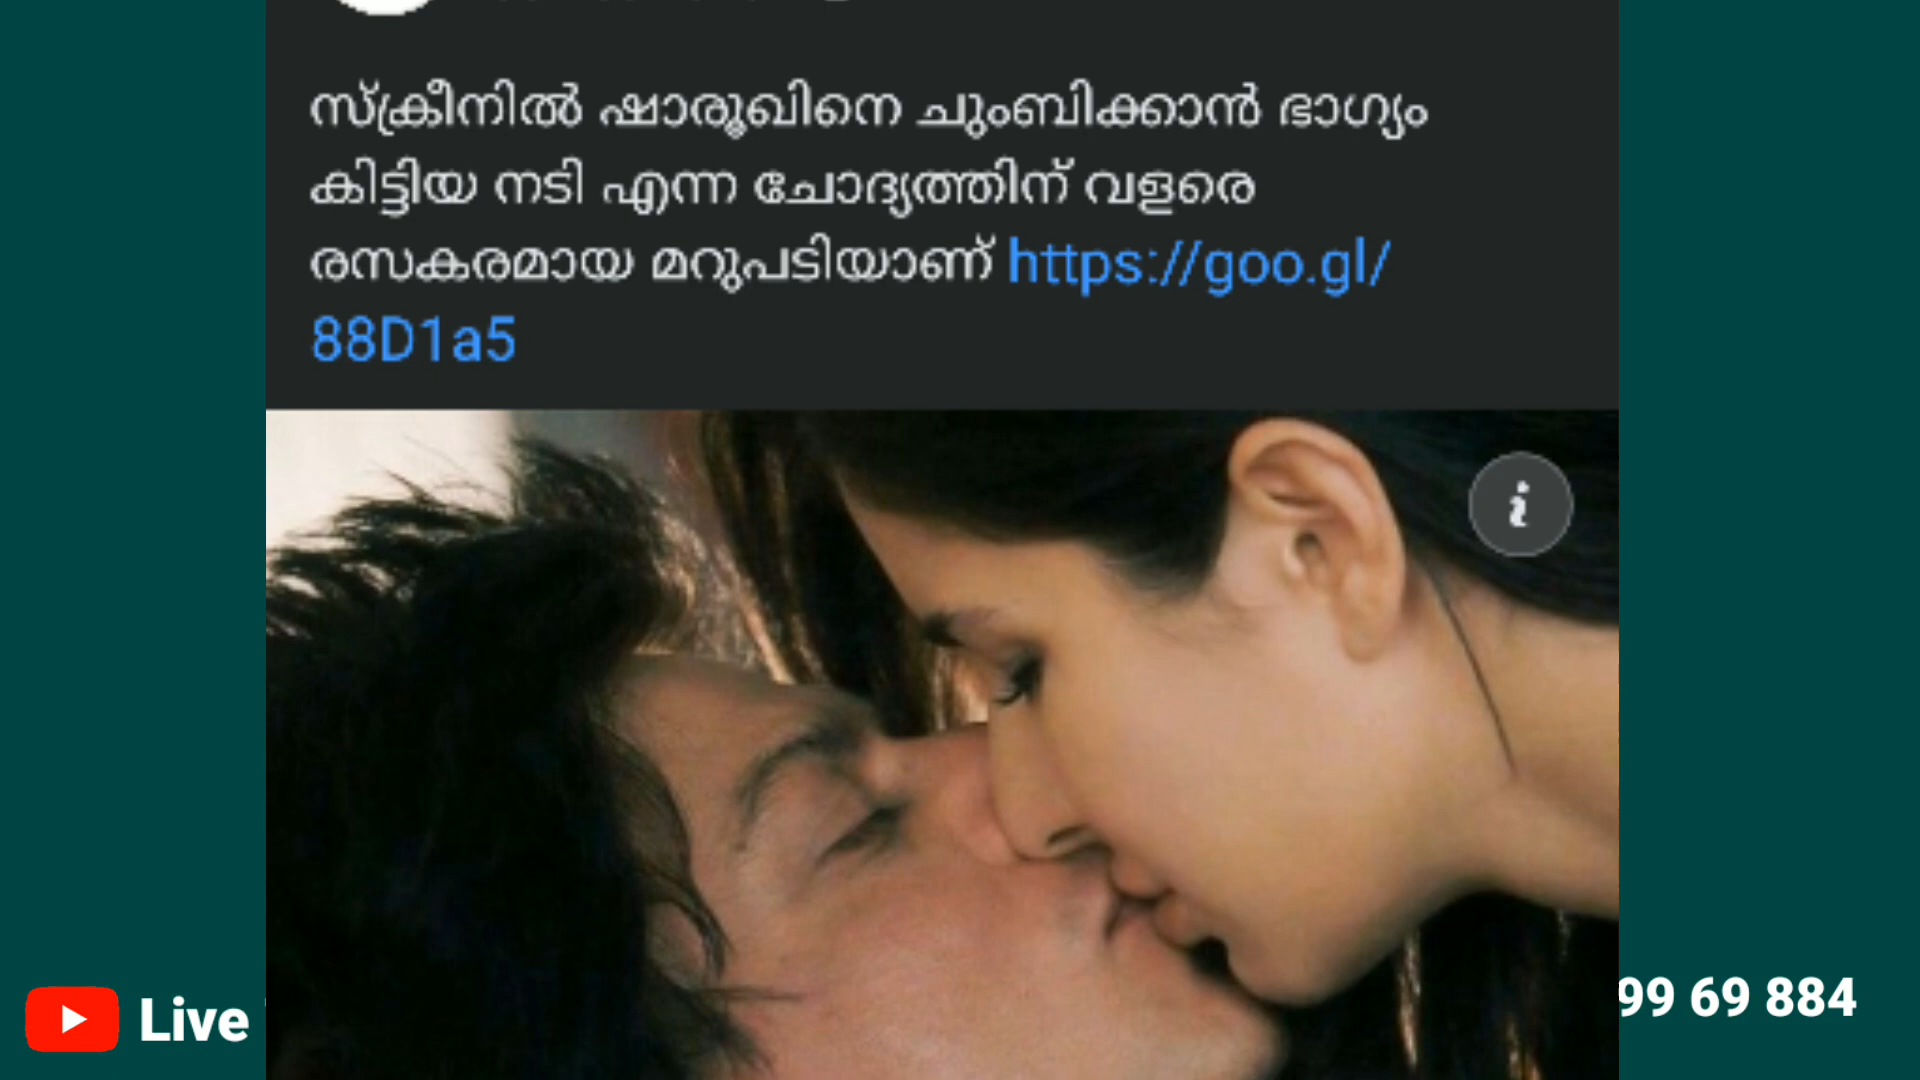 സ്ക്രീനിൽ ഷാരൂഖിനെ ചുംബിക്കാൻ ഭാഗ്യം
കിട്ടിയ നടി എന്ന ചോദ്യത്തിന് വളരെ
രസകരമായ മറുപടിയാണ് https://goo.gl/
88D1a5
Live
99 69 884